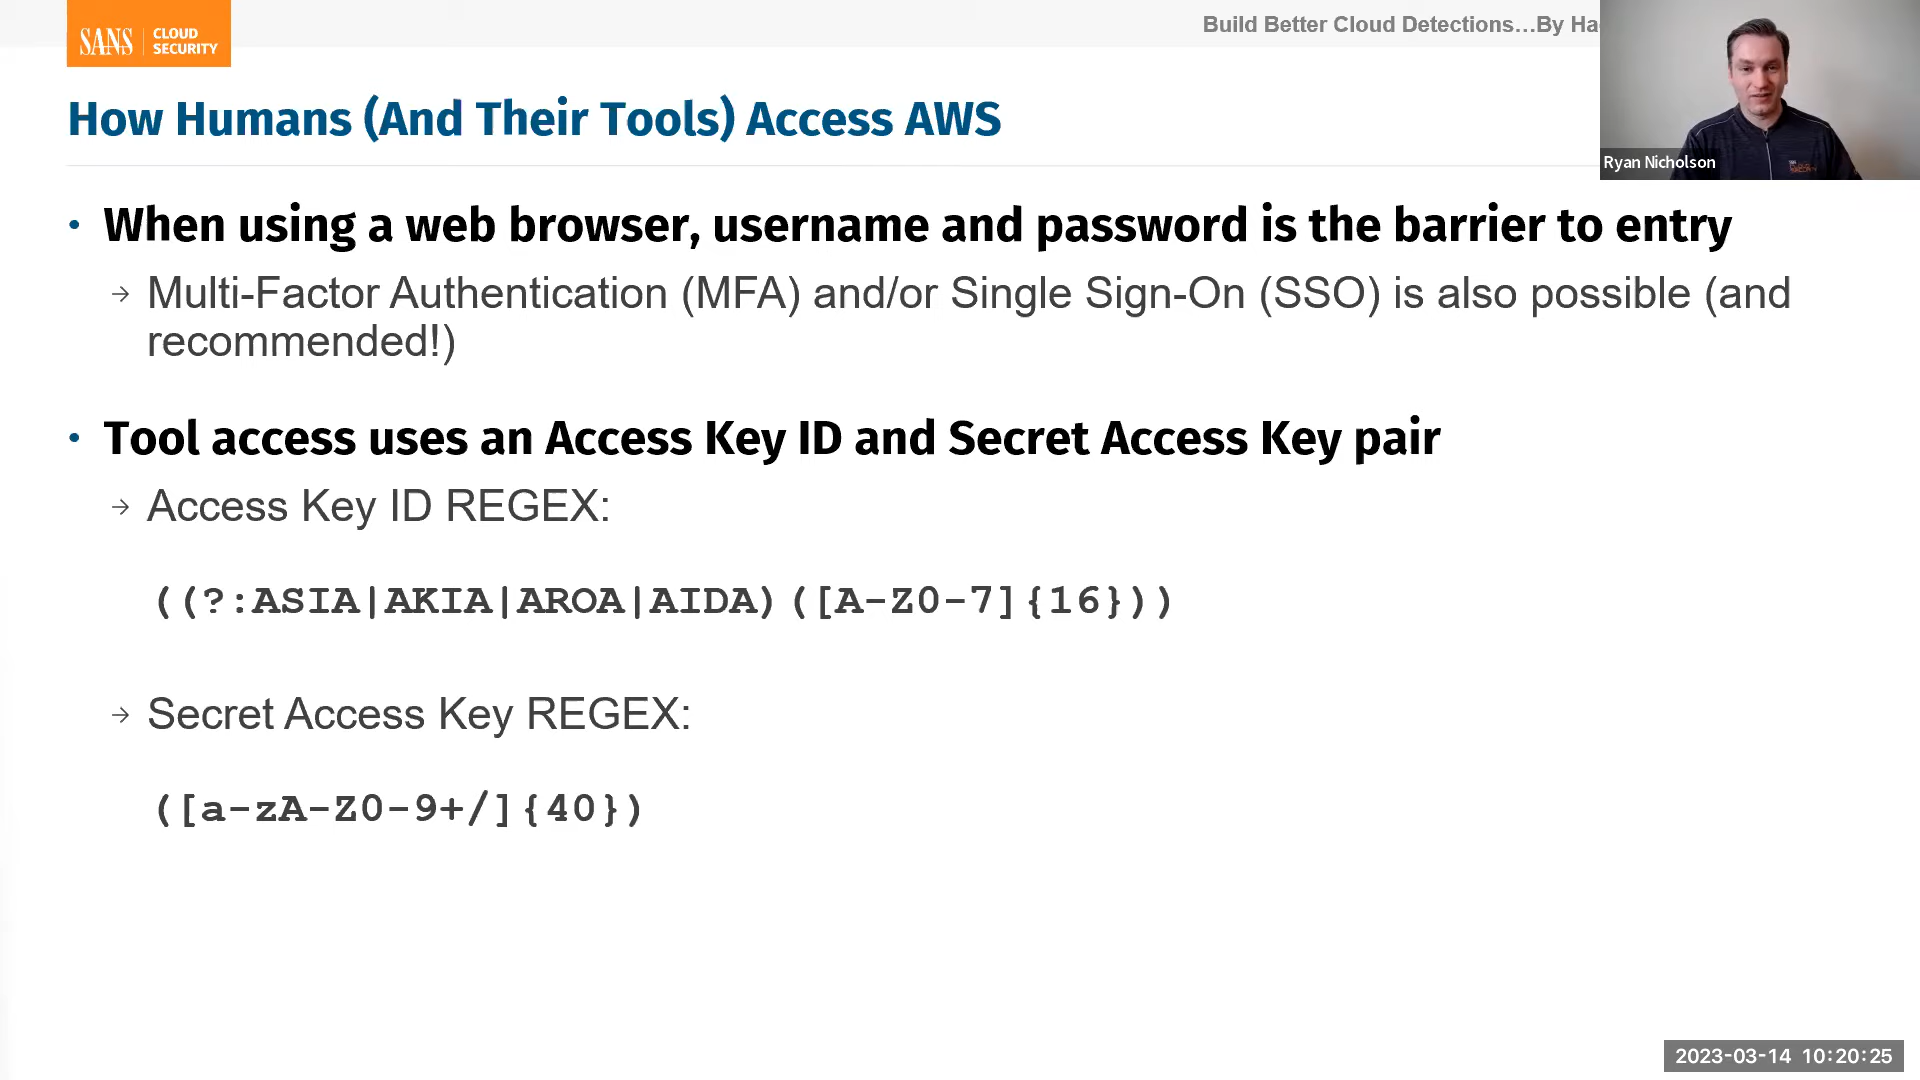 SANS | CLOUD SECURITY
Build Better Cloud Detections...By Ha
How Humans (And Their Tools) Access AWS
Ryan Nicholson
• When using a web browser, username and password is the barrier to entry
→ Multi-Factor Authentication (MFA) and/or Single Sign-On (SSO) is also possible (and
recommended!)
• Tool access uses an Access Key ID and Secret Access Key pair
→ Access Key ID REGEX:
((?:ASIA|AKIA|AROA|AIDA)([A-Z0-7]{16}))
→ Secret Access Key REGEX:
([a-zA-Z0-9+/]{40})
2023-03-14 10:20:25